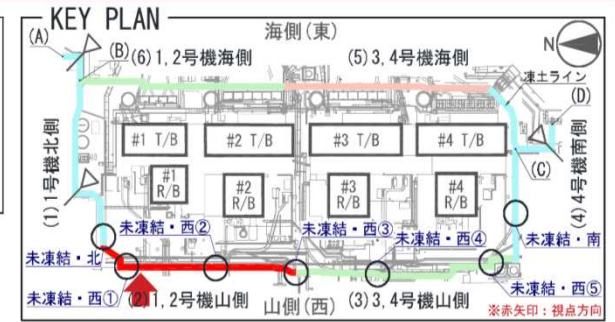 KEY PLAN
海側(東)
(A)
(B)
(6)1,2号機海側
(5)3,4号機海側
N
凍土ライン
(D)
#1 T/B
#2 T/B
#3 T/B
#4 T/B
(C)
(1)1号機北側
#1
R/B
#2
R/B
#3
R/B
#4
R/B
(4)4号機南側
未凍結・西②
未凍結・西③
未凍結・西④
未凍結・南
未凍結・北
未凍結・西①
(2)1,2号機山側
山側(西)
(3)3,4号機山側
未凍結・西⑤
※赤矢印:視点方向